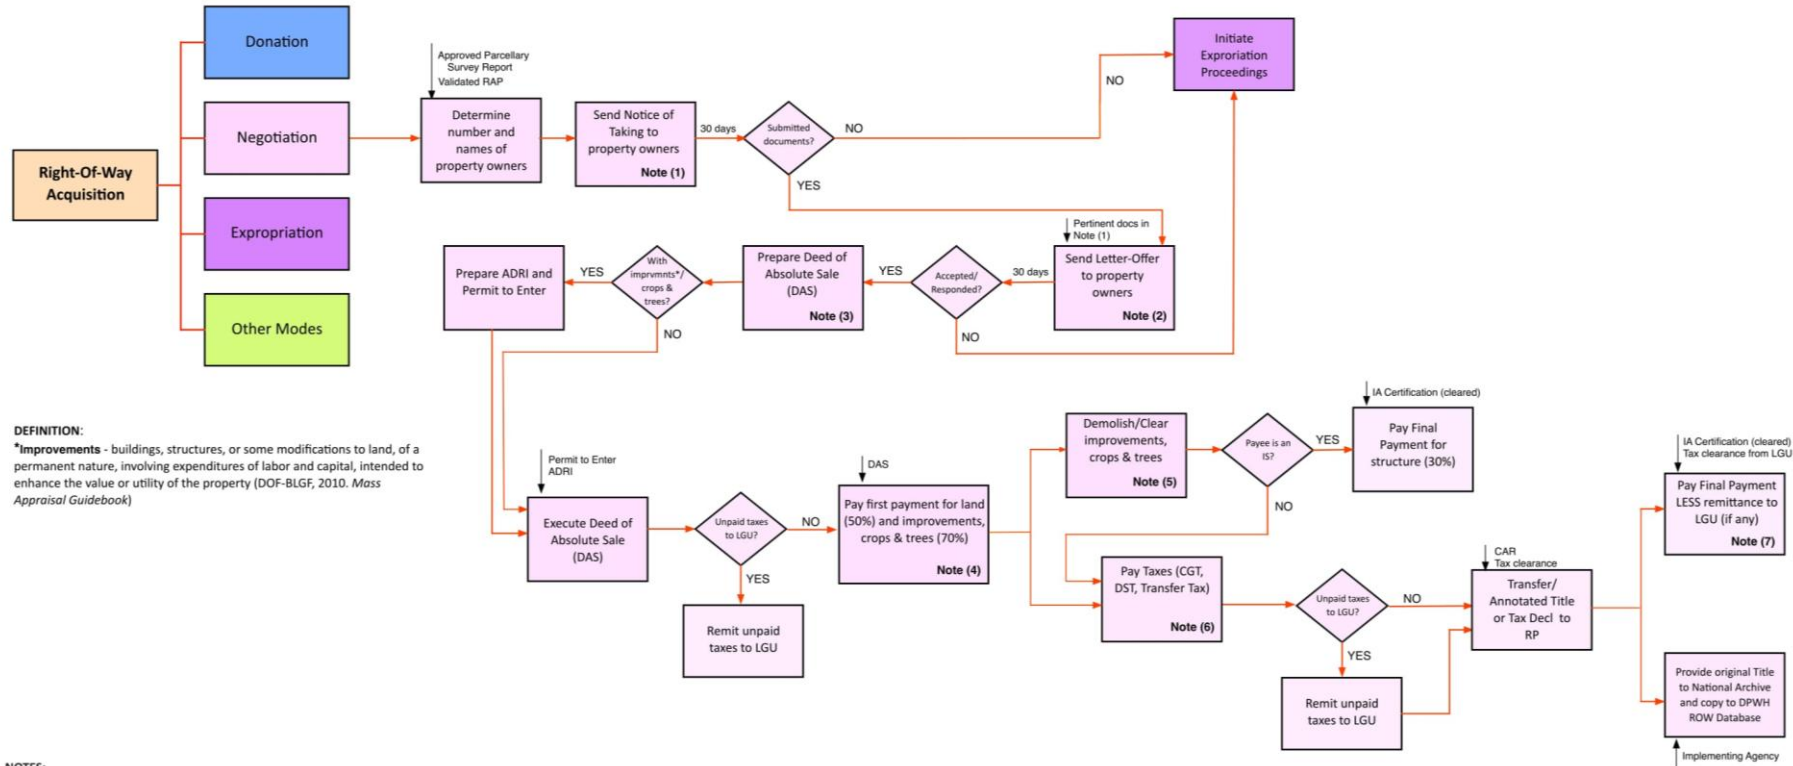 Donation
Negotiation
Right-Of-Way
Acquisition
Expropriation
Other Modes
Approved Parcellary
Survey Report
Validated RAP
Determine
number and
names of
property owners
Send Notice of
Taking to
property owners
Note (1)
30 days
Submitted
documents?
NO
NO
YES
Initiate
Exproriation
Proceedings
Pertinent docs in
Note (1)
Send Letter-Offer
to property
owners
Note (2)
30 days
Accepted/
Responded?
YES
NO
Prepare Deed of
Absolute Sale
(DAS)
Note (3)
With
imprvmnts*/
crops &
trees?
YES
NO
Prepare ADRI and
Permit to Enter
DEFINITION:
*Improvements - buildings, structures, or some modifications to land, of a
permanent nature, involving expenditures of labor and capital, intended to
enhance the value or utility of the property (DOF-BLGF, 2010. Mass
Appraisal Guidebook)
Permit to Enter
ADRI
Execute Deed of
Absolute Sale
(DAS)
Unpaid taxes
to LGU?
NO
YES
Remit unpaid
taxes to LGU
DAS
Pay first payment for land
(50%) and improvements,
crops & trees (70%)
Note (4)
Demolish/Clear
improvements,
crops & trees
Note (5)
Payee is an
IS?
YES
NO
IA Certification (cleared)
Pay Final
Payment for
structure (30%)
Pay Taxes (CGT,
DST, Transfer Tax)
Note (6)
Unpaid taxes
to LGU?
NO
YES
Remit unpaid
taxes to LGU
CAR
Tax clearance
Transfer/
Annotated Title
or Tax Decl to
RP
IA Certification (cleared)
Tax clearance from LGU
Pay Final Payment
LESS remittance to
LGU (if any)
Note (7)
Provide original Title
to National Archive
and copy to DPWH
ROW Database
Implementing Agency
NOTES: